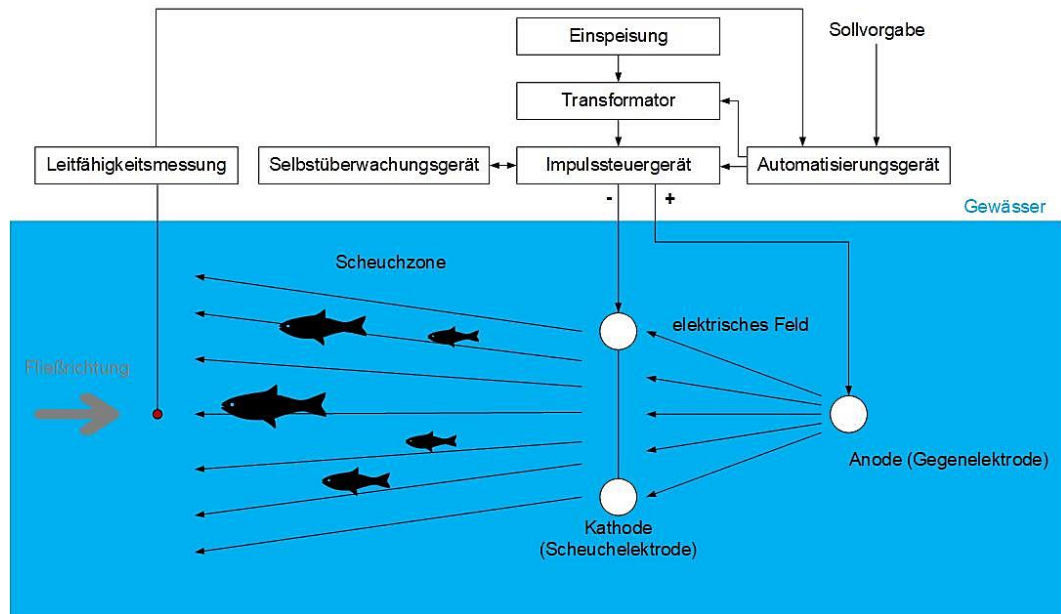 Einspeisung
Sollvorgabe
Transformator
Leitfähigkeitsmessung
Selbstüberwachungsgerät
Impulssteuergerät
Automatisierungsgerät
- +
Gewässer
Scheuchzone
elektrisches Feld
Fließrichtung
Anode (Gegenelektrode)
Kathode
(Scheuchelektrode)